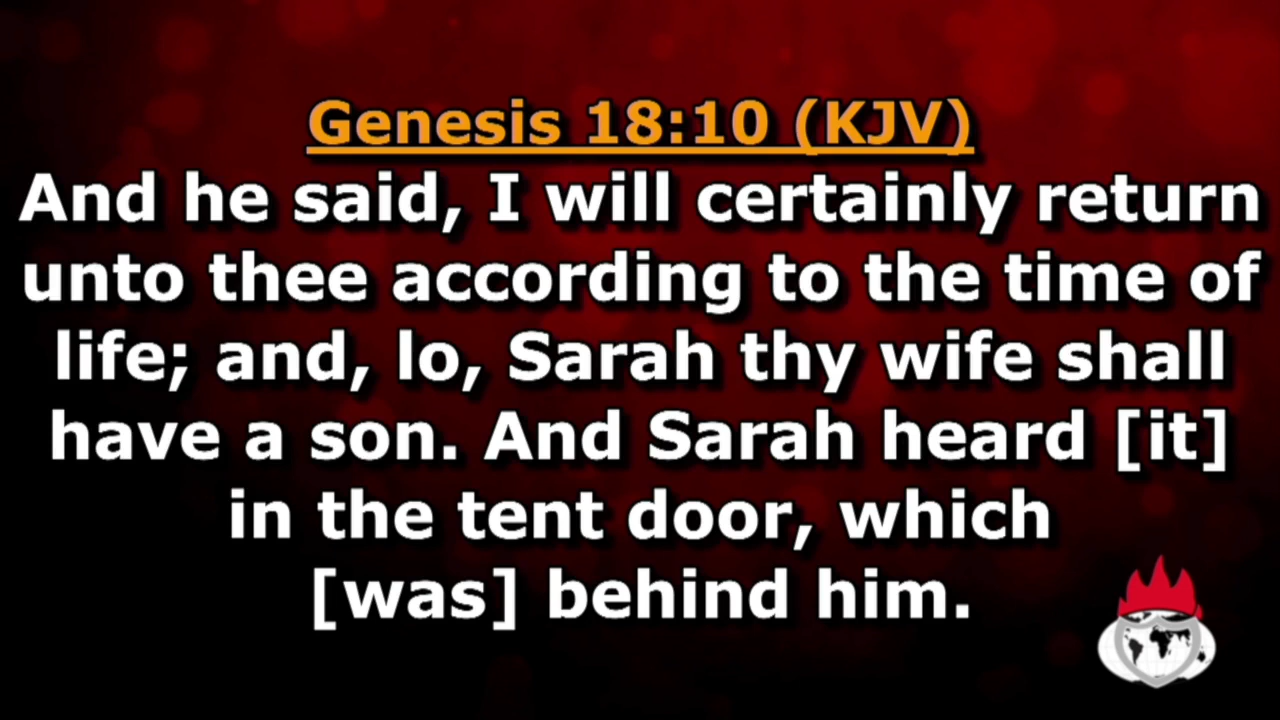 Genesis 18:10 (KJV)
And he said, I will certainly return
unto thee according to the time of
life; and, lo, Sarah thy wife shall
have a son. And Sarah heard [it]
in the tent door, which
[was] behind him.